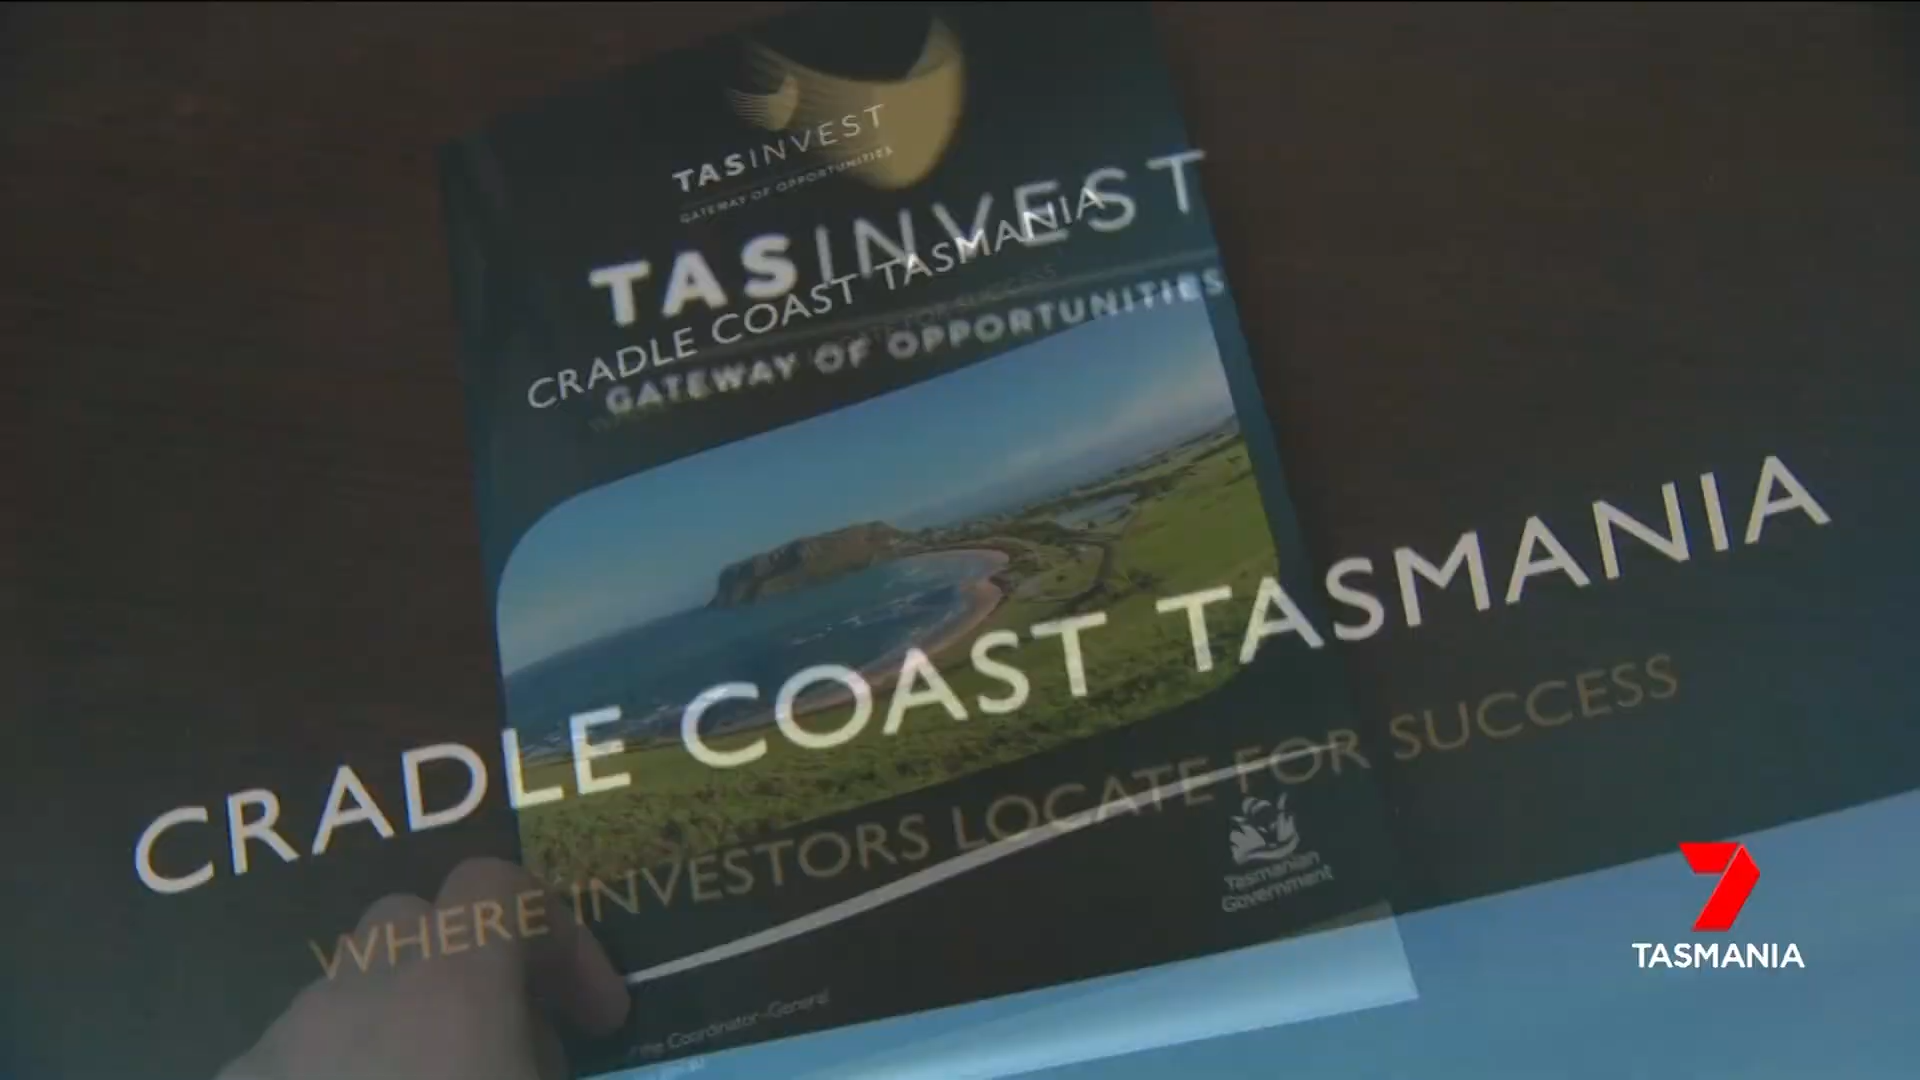 TASINVEST
GATEWAY OF OPPORTUNITIES
TASINVEST
CRADLE COAST TASMANIA
GATEWAY OF OPPORTUNITIES
CRADLE COAST TASMANIA
WHERE INVESTORS LOCATE FOR SUCCESS
Tasmanian
Government
the Coordinator-General
7
TASMANIA